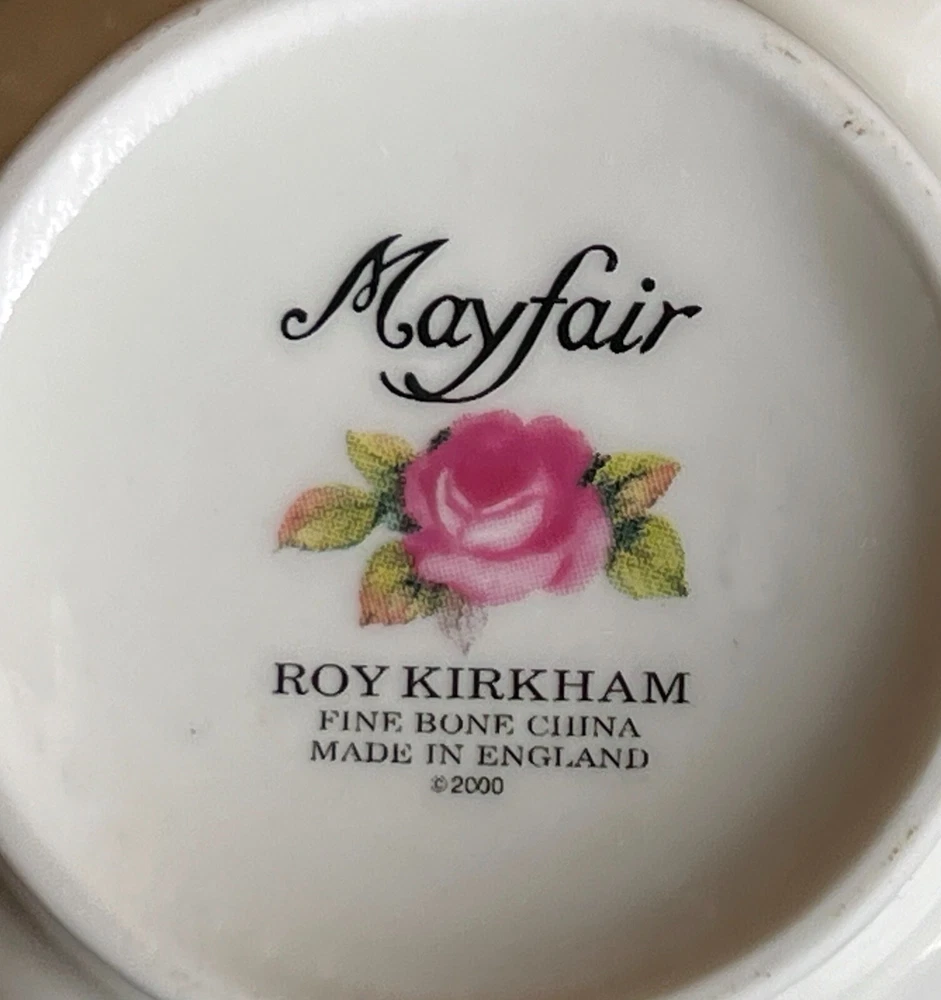 Mayfair
ROY KIRKHAM
FINE BONE CHINA
MADE IN ENGLAND
©2000